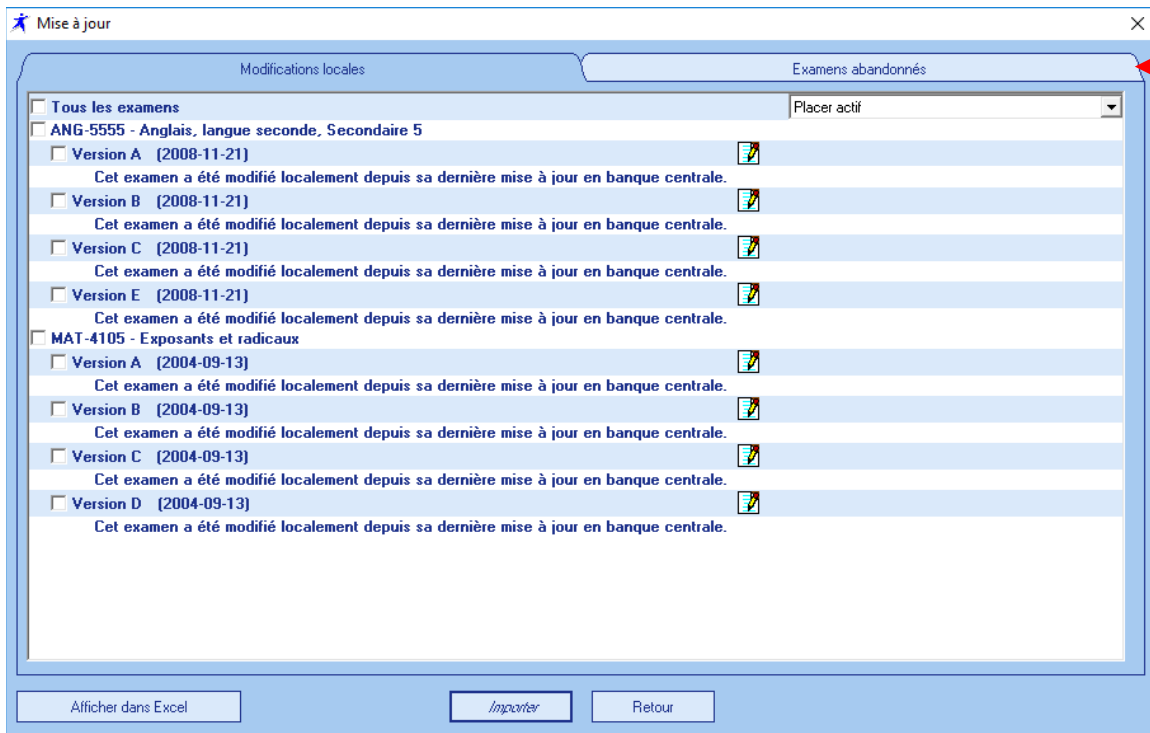 Mise à jour
Modifications locales
Examens abandonnés
Tous les examens
Placer actif
ANG-5555 - Anglais, langue seconde, Secondaire 5
Version A (2008-11-21)
Cet examen a été modifié localement depuis sa dernière mise à jour en banque centrale.
Version B (2008-11-21)
Cet examen a été modifié localement depuis sa dernière mise à jour en banque centrale.
Version C (2008-11-21)
Cet examen a été modifié localement depuis sa dernière mise à jour en banque centrale.
Version E (2008-11-21)
Cet examen a été modifié localement depuis sa dernière mise à jour en banque centrale.
MAT-4105 - Exposants et radicaux
Version A (2004-09-13)
Cet examen a été modifié localement depuis sa dernière mise à jour en banque centrale.
Version B (2004-09-13)
Cet examen a été modifié localement depuis sa dernière mise à jour en banque centrale.
Version C (2004-09-13)
Cet examen a été modifié localement depuis sa dernière mise à jour en banque centrale.
Version D (2004-09-13)
Cet examen a été modifié localement depuis sa dernière mise à jour en banque centrale.
Afficher dans Excel
Importer
Retour